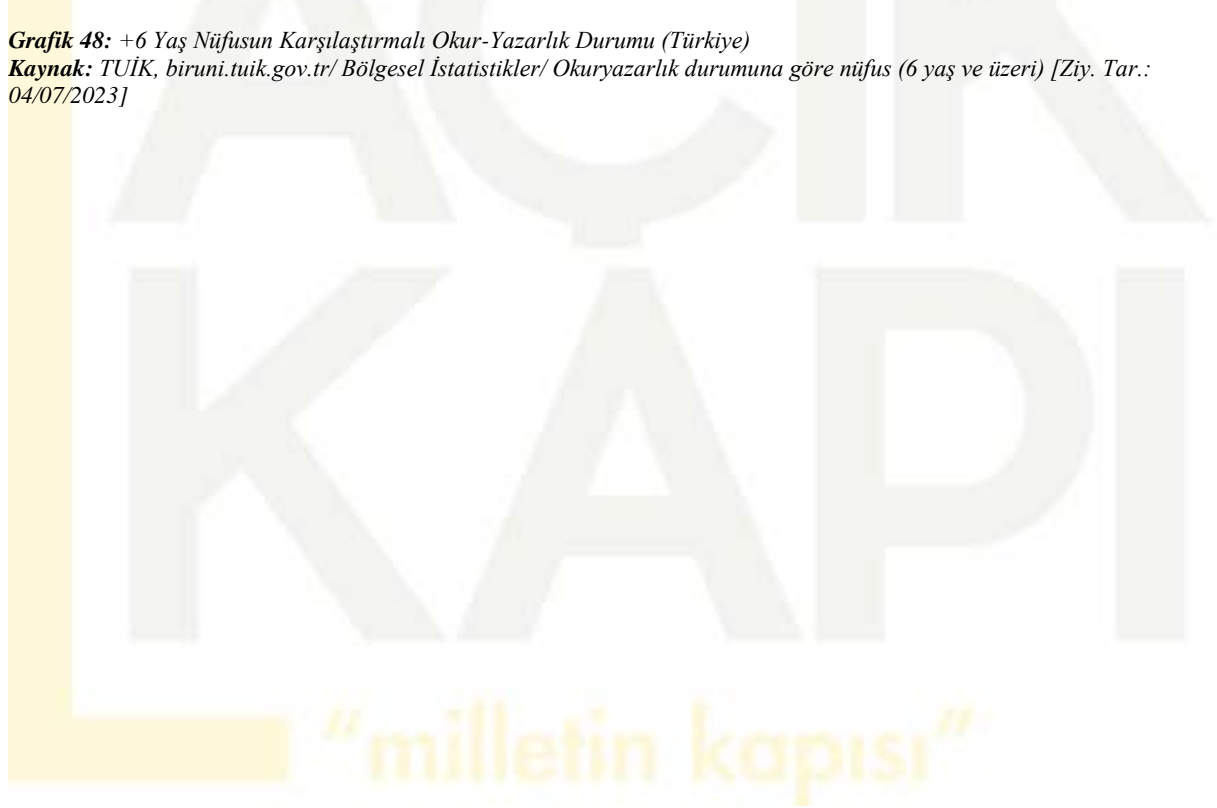 Grafik 48: +6 Yaş Nüfusun Karşılaştırmalı Okur-Yazarlık Durumu (Türkiye)
Kaynak: TUİK, biruni.tuik.gov.tr/ Bölgesel İstatistikler/ Okuryazarlık durumuna göre nüfus (6 yaş ve üzeri) [Ziy. Tar.:
04/07/2023]
AÇIK
KAPI
"milletin kapısı"